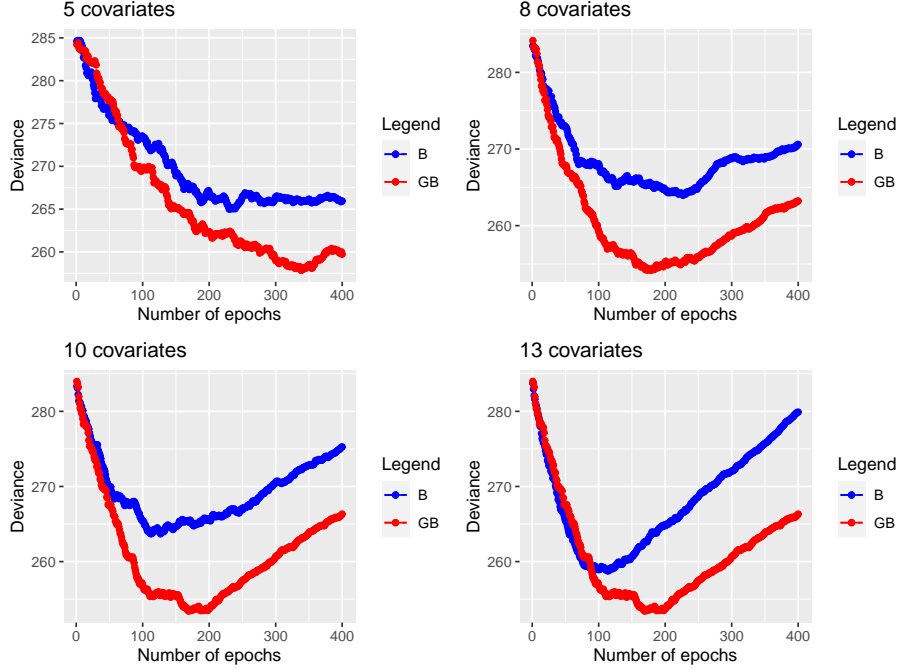 5 covariates
285
280
275
270
265
260
0
100
200
300
400
Deviance
Number of epochs
Legend
B
GB
8 covariates
280
270
260
0
100
200
300
400
Deviance
Number of epochs
Legend
B
GB
10 covariates
280
270
260
0
100
200
300
400
Deviance
Number of epochs
Legend
B
GB
13 covariates
280
270
260
0
100
200
300
400
Deviance
Number of epochs
Legend
B
GB